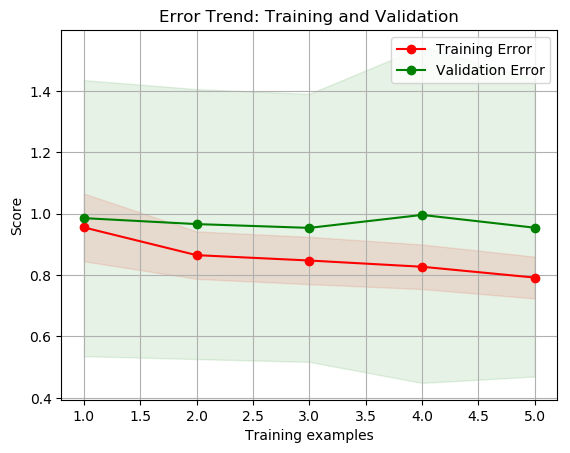 Error Trend: Training and Validation
Training Error
Validation Error
1.4
1.2
1.0
0.8
0.6
0.4
Score
1.0 1.5 2.0 2.5 3.0 3.5 4.0 4.5 5.0
Training examples